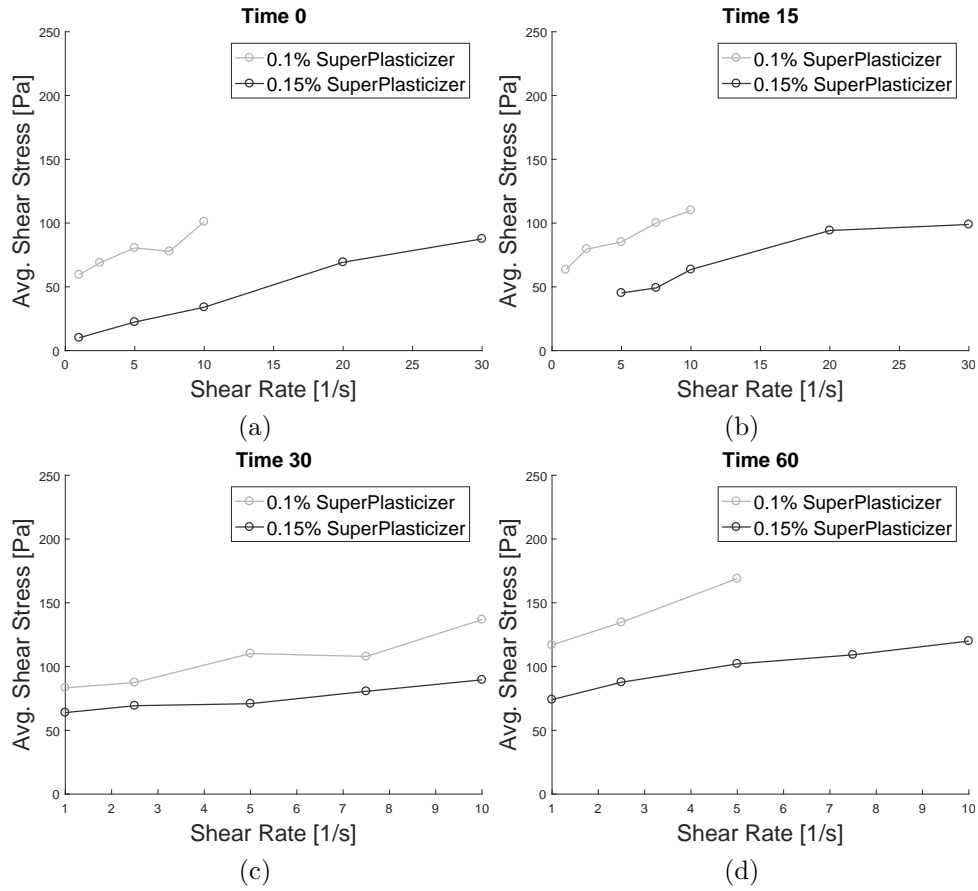 Time 0
250
200
150
100
50
0
0 5 10 15 20 25 30
Avg. Shear Stress [Pa]
Shear Rate [1/s]
0.1% SuperPlasticizer
0.15% SuperPlasticizer
(a)
Time 15
250
200
150
100
50
0
0 5 10 15 20 25 30
Avg. Shear Stress [Pa]
Shear Rate [1/s]
0.1% SuperPlasticizer
0.15% SuperPlasticizer
(b)
Time 30
250
200
150
100
50
0
1 2 3 4 5 6 7 8 9 10
Avg. Shear Stress [Pa]
Shear Rate [1/s]
0.1% SuperPlasticizer
0.15% SuperPlasticizer
(c)
Time 60
250
200
150
100
50
0
1 2 3 4 5 6 7 8 9 10
Avg. Shear Stress [Pa]
Shear Rate [1/s]
0.1% SuperPlasticizer
0.15% SuperPlasticizer
(d)